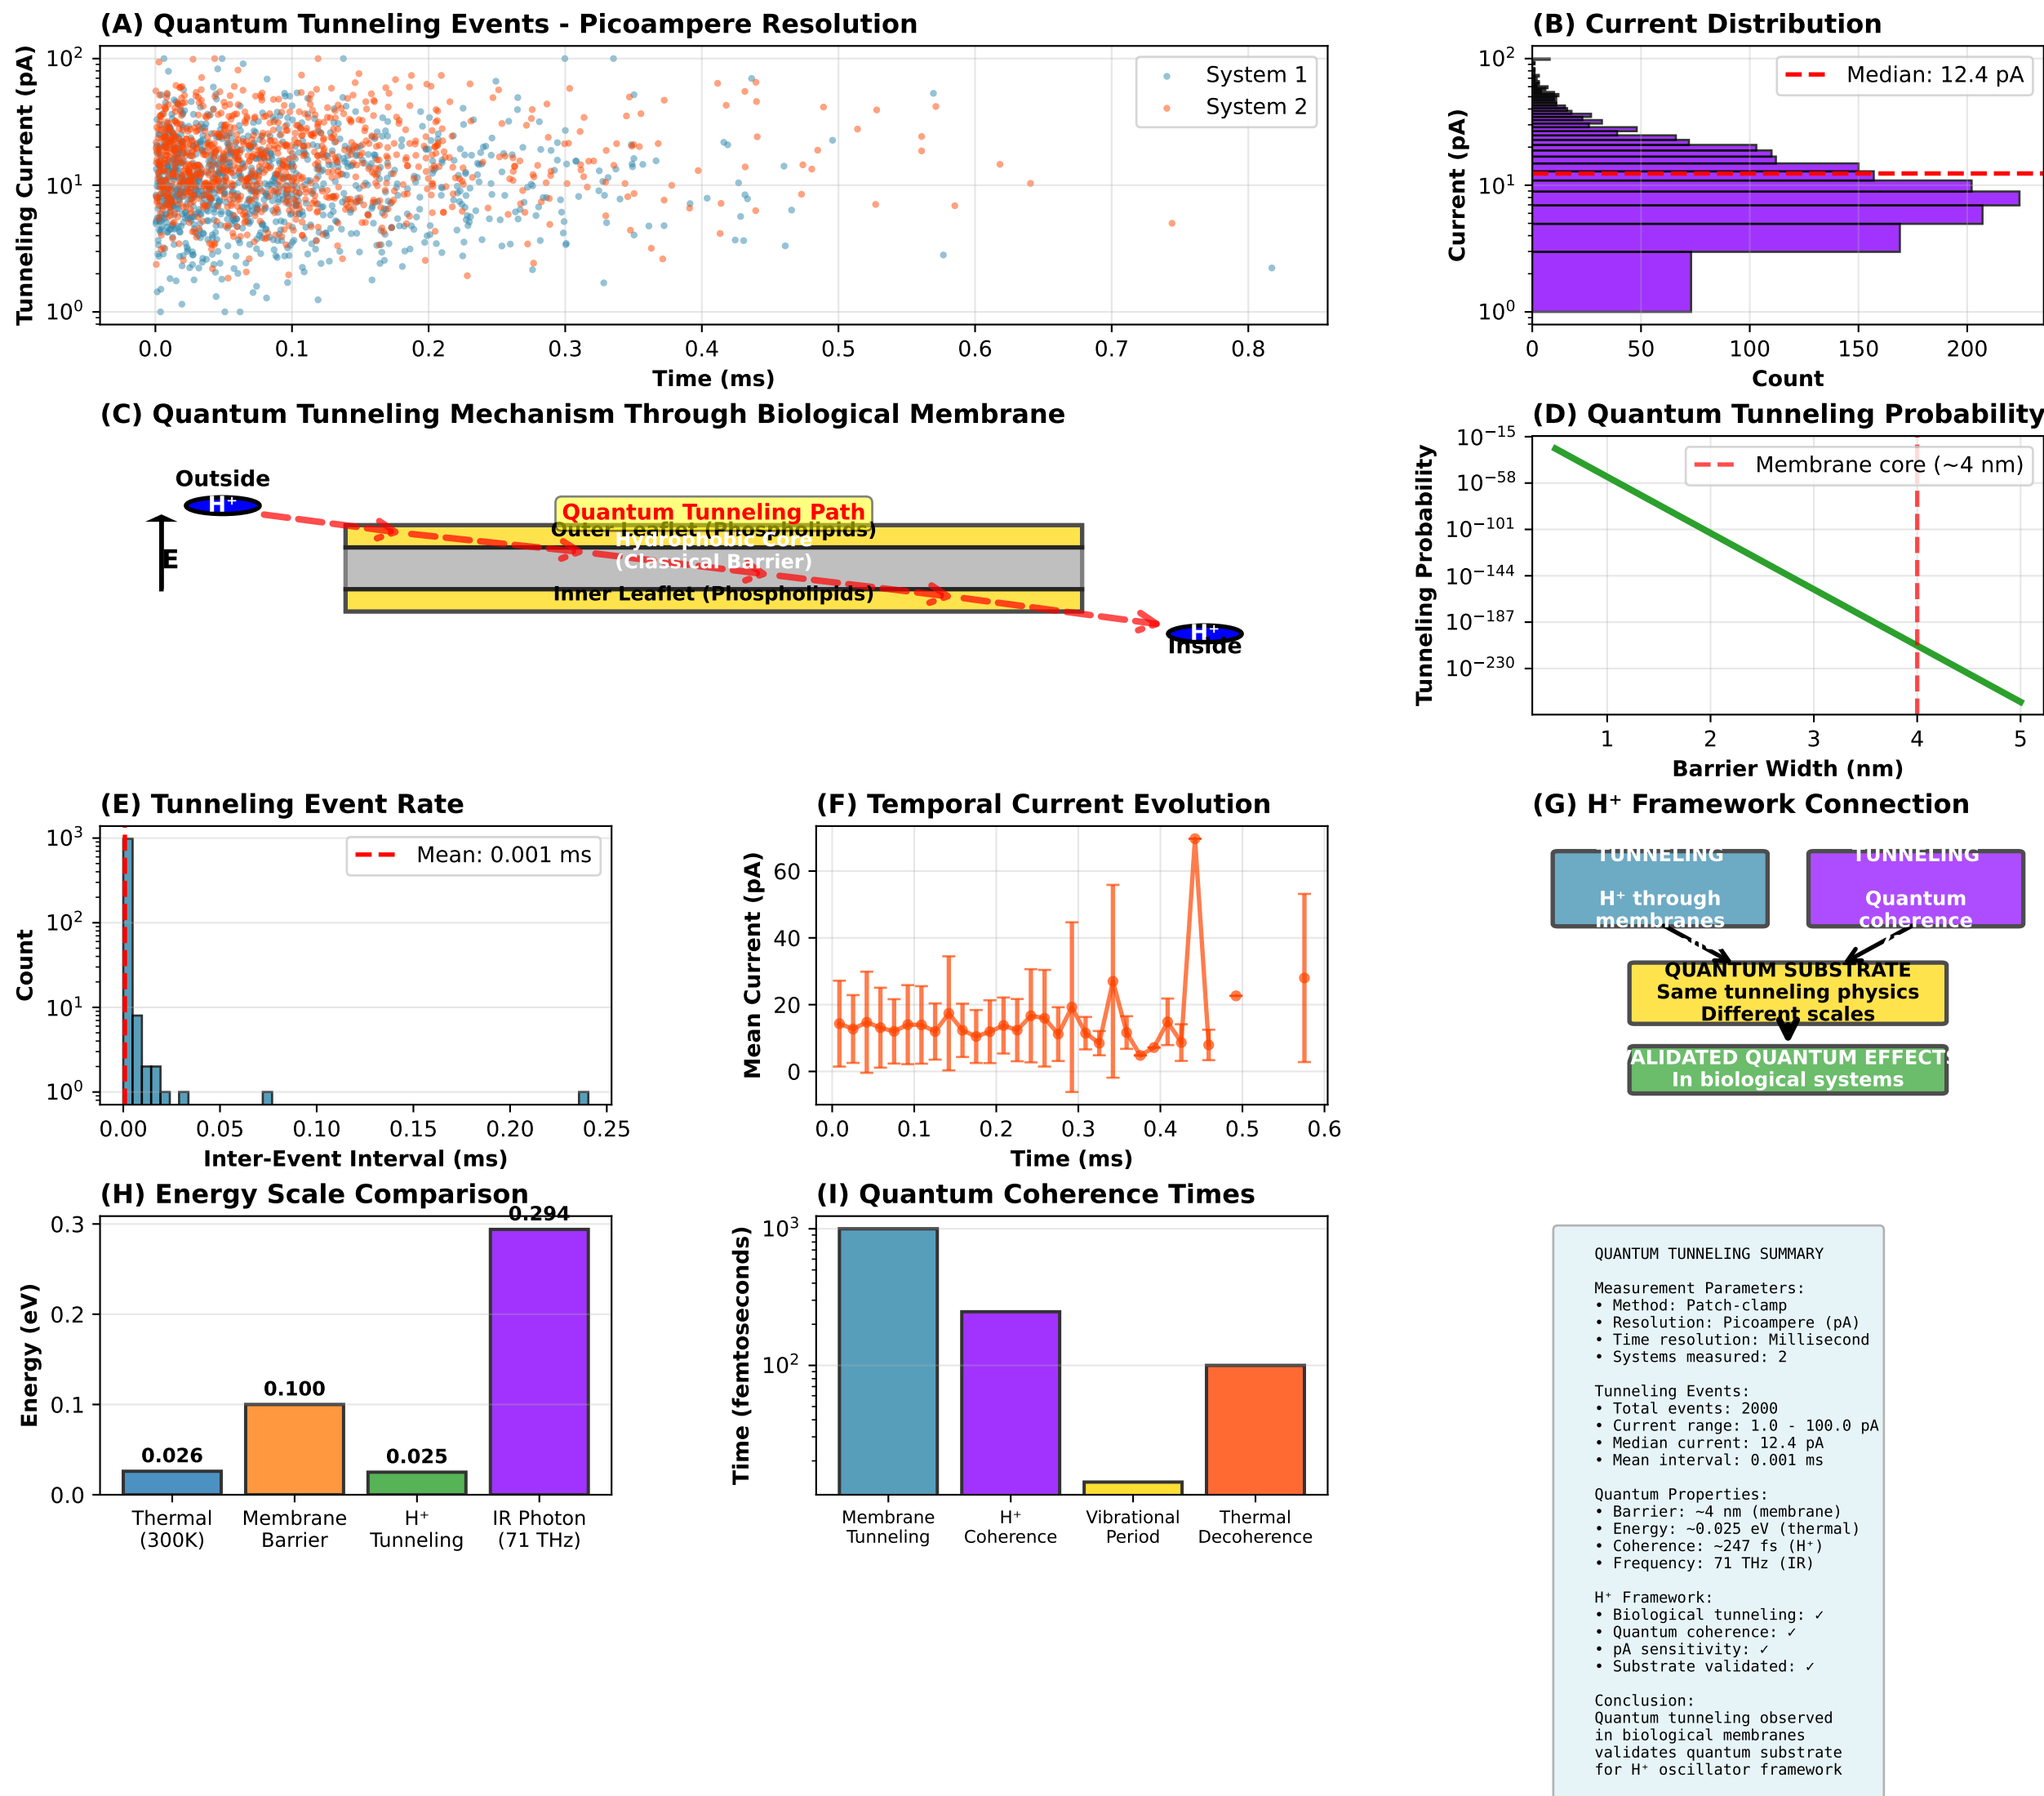 (A) Quantum Tunneling Events - Picoampere Resolution
Tunneling Current (pA)
10²
10¹
10⁰
System 1
System 2
0.0 0.1 0.2 0.3 0.4 0.5 0.6 0.7 0.8
Time (ms)
(B) Current Distribution
Current (pA)
10²
10¹
10⁰
Median: 12.4 pA
0 50 100 150 200
Count
(C) Quantum Tunneling Mechanism Through Biological Membrane
Outside
H⁺
E
Quantum Tunneling Path
Outer Leaflet (Phospholipids)
Hydrophobic Core
(Classical Barrier)
Inner Leaflet (Phospholipids)
H⁺
Inside
(D) Quantum Tunneling Probability
Tunneling Probability
10⁻¹⁵
10⁻⁵⁸
10⁻¹⁰¹
10⁻¹⁴⁴
10⁻¹⁸⁷
10⁻²³⁰
Membrane core (~4 nm)
1 2 3 4 5
Barrier Width (nm)
(E) Tunneling Event Rate
Count
10³
10²
10¹
10⁰
Mean: 0.001 ms
0.00 0.05 0.10 0.15 0.20 0.25
Inter-Event Interval (ms)
(F) Temporal Current Evolution
Mean Current (pA)
60
40
20
0
0.0 0.1 0.2 0.3 0.4 0.5 0.6
Time (ms)
(G) H⁺ Framework Connection
TUNNELING
H⁺ through
membranes
TUNNELING
Quantum
coherence
QUANTUM SUBSTRATE
Same tunneling physics
Different scales
VALIDATED QUANTUM EFFECTS
In biological systems
(H) Energy Scale Comparison
Energy (eV)
0.3
0.2
0.1
0.0
0.026
0.100
0.025
0.294
Thermal
(300K)
Membrane
Barrier
H⁺
Tunneling
IR Photon
(71 THz)
(I) Quantum Coherence Times
Time (femtoseconds)
10³
10²
Membrane
Tunneling
H⁺
Coherence
Vibrational
Period
Thermal
Decoherence
QUANTUM TUNNELING SUMMARY
Measurement Parameters:
• Method: Patch-clamp
• Resolution: Picoampere (pA)
• Time resolution: Millisecond
• Systems measured: 2
Tunneling Events:
• Total events: 2000
• Current range: 1.0 - 100.0 pA
• Median current: 12.4 pA
• Mean interval: 0.001 ms
Quantum Properties:
• Barrier: ~4 nm (membrane)
• Energy: ~0.025 eV (thermal)
• Coherence: ~247 fs (H⁺)
• Frequency: 71 THz (IR)
H⁺ Framework:
• Biological tunneling: ✓
• Quantum coherence: ✓
• pA sensitivity: ✓
• Substrate validated: ✓
Conclusion:
Quantum tunneling observed
in biological membranes
validates quantum substrate
for H⁺ oscillator framework